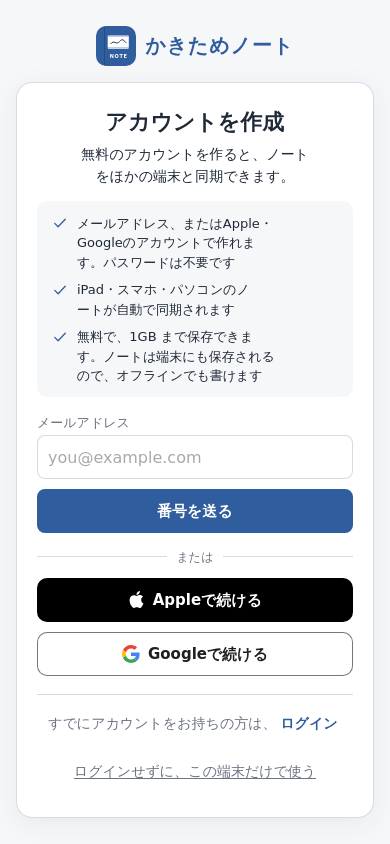 NOTE
かきためノート
アカウントを作成
無料のアカウントを作ると、ノート
をほかの端末と同期できます。
メールアドレス、またはApple・
Googleのアカウントで作れま
す。パスワードは不要です
iPad・スマホ・パソコンのノ
ートが自動で同期されます
無料で、1GB まで保存できま
す。ノートは端末にも保存される
ので、オフラインでも書けます
メールアドレス
you@example.com
番号を送る
または
Appleで続ける
Googleで続ける
すでにアカウントをお持ちの方は、 ログイン
ログインせずに、この端末だけで使う